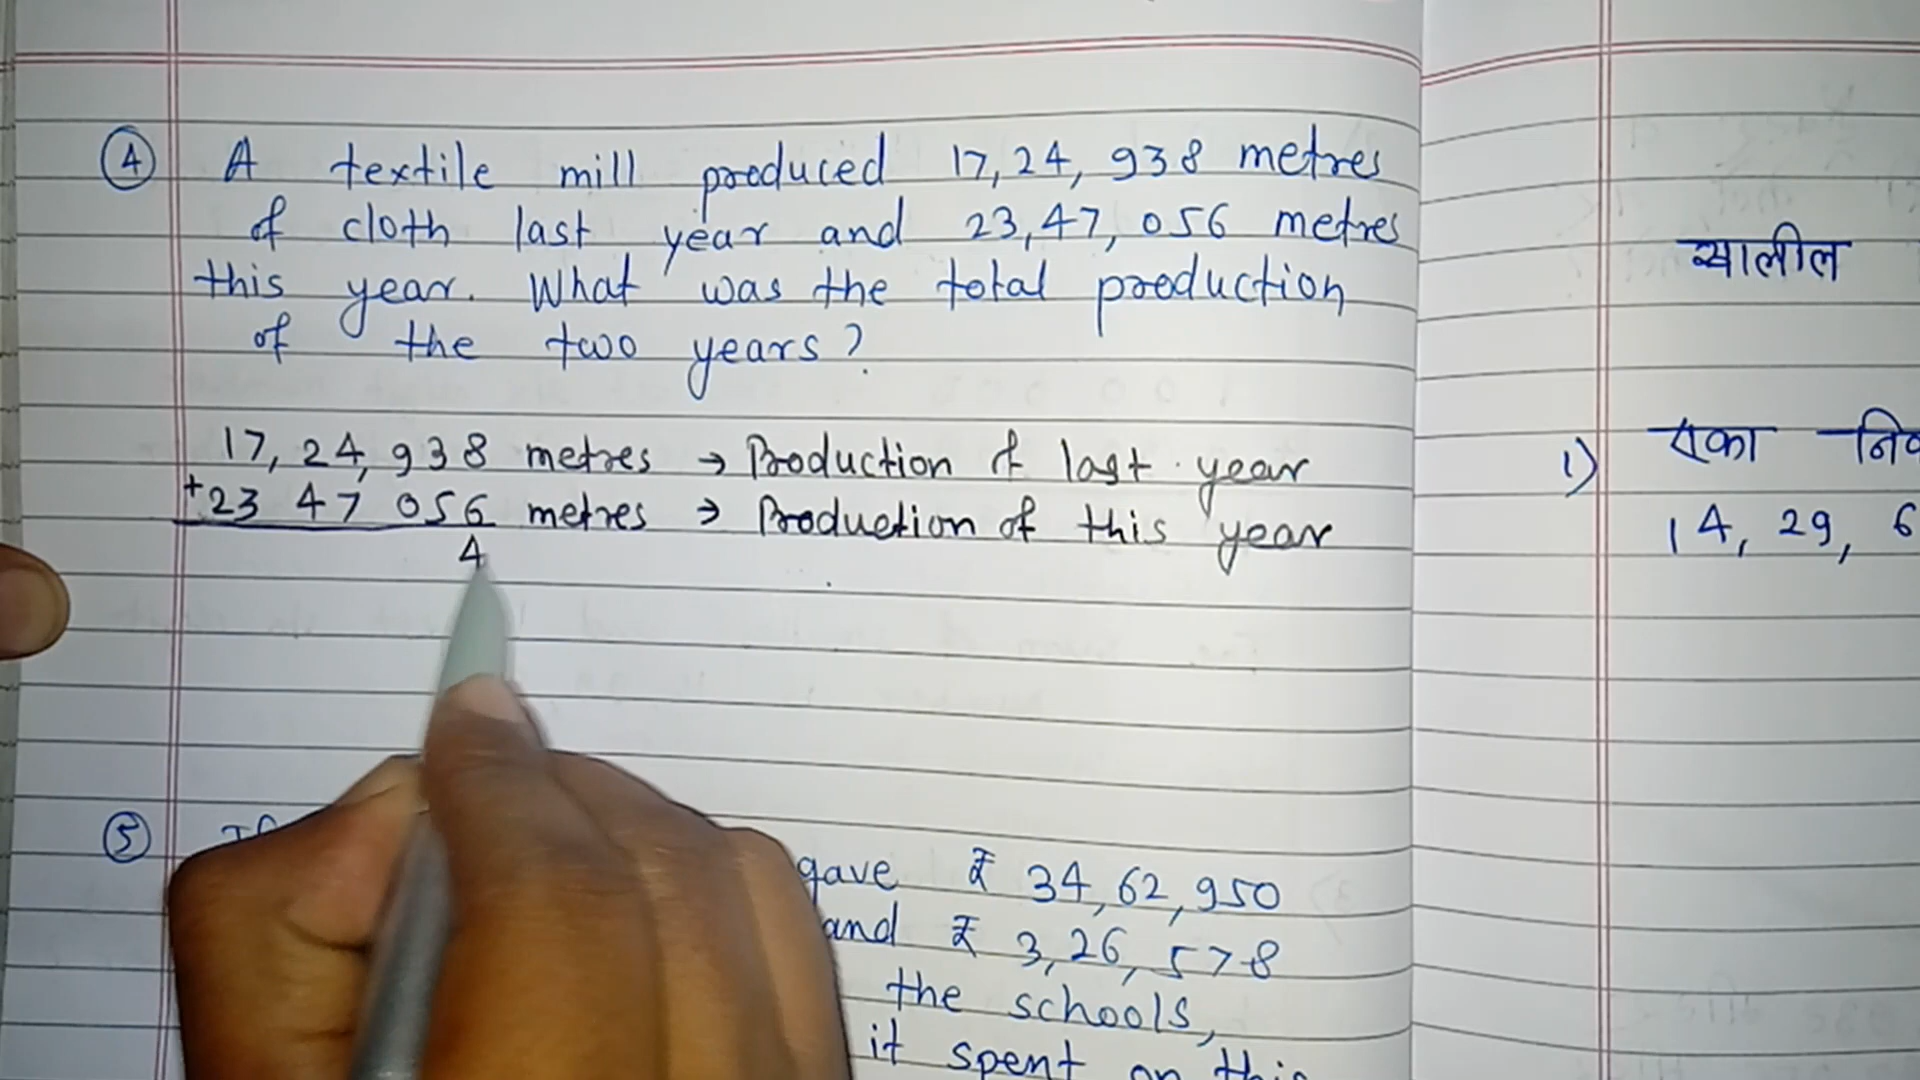 4 A textile mill produced 17,24,938 metres
of cloth last year and 23,47,056 metres
this year. What was the total production
of the two years?
17,24,938 metres → Production of last year
+23 47 056 metres → Production of this year
4
5
gave ₹ 34,62,950
and ₹ 3,26,578
the schools,
it spent on this
व्यालील
1) एका
14, 29, 6